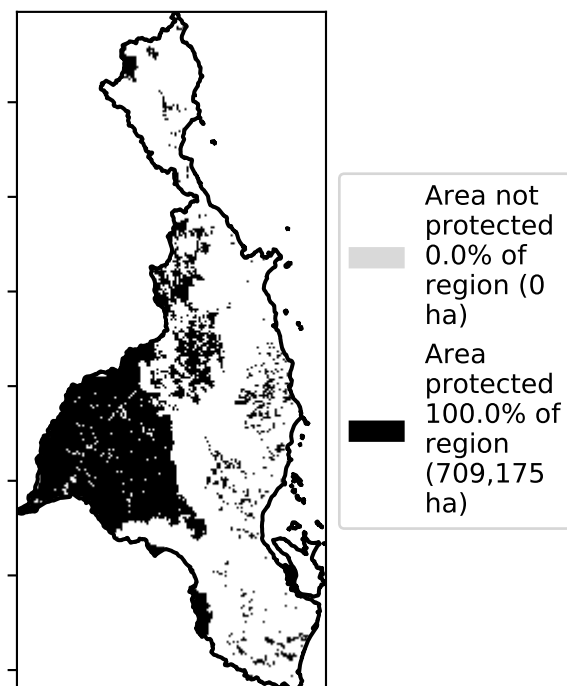 Area not
protected
0.0% of
region (0
ha)
Area
protected
100.0% of
region
(709,175
ha)